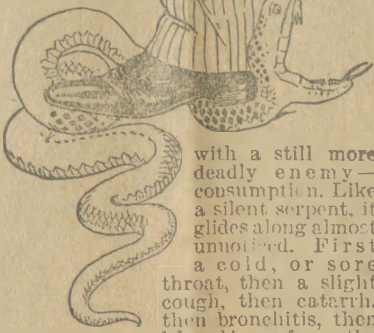 with a still more
deadly enemy—
consumption. Like
a silent serpent, it
glides along almost
unnoticed. First
a cold, or sore
throat, then a slight
cough, then catarrh,
then bronchitis, then